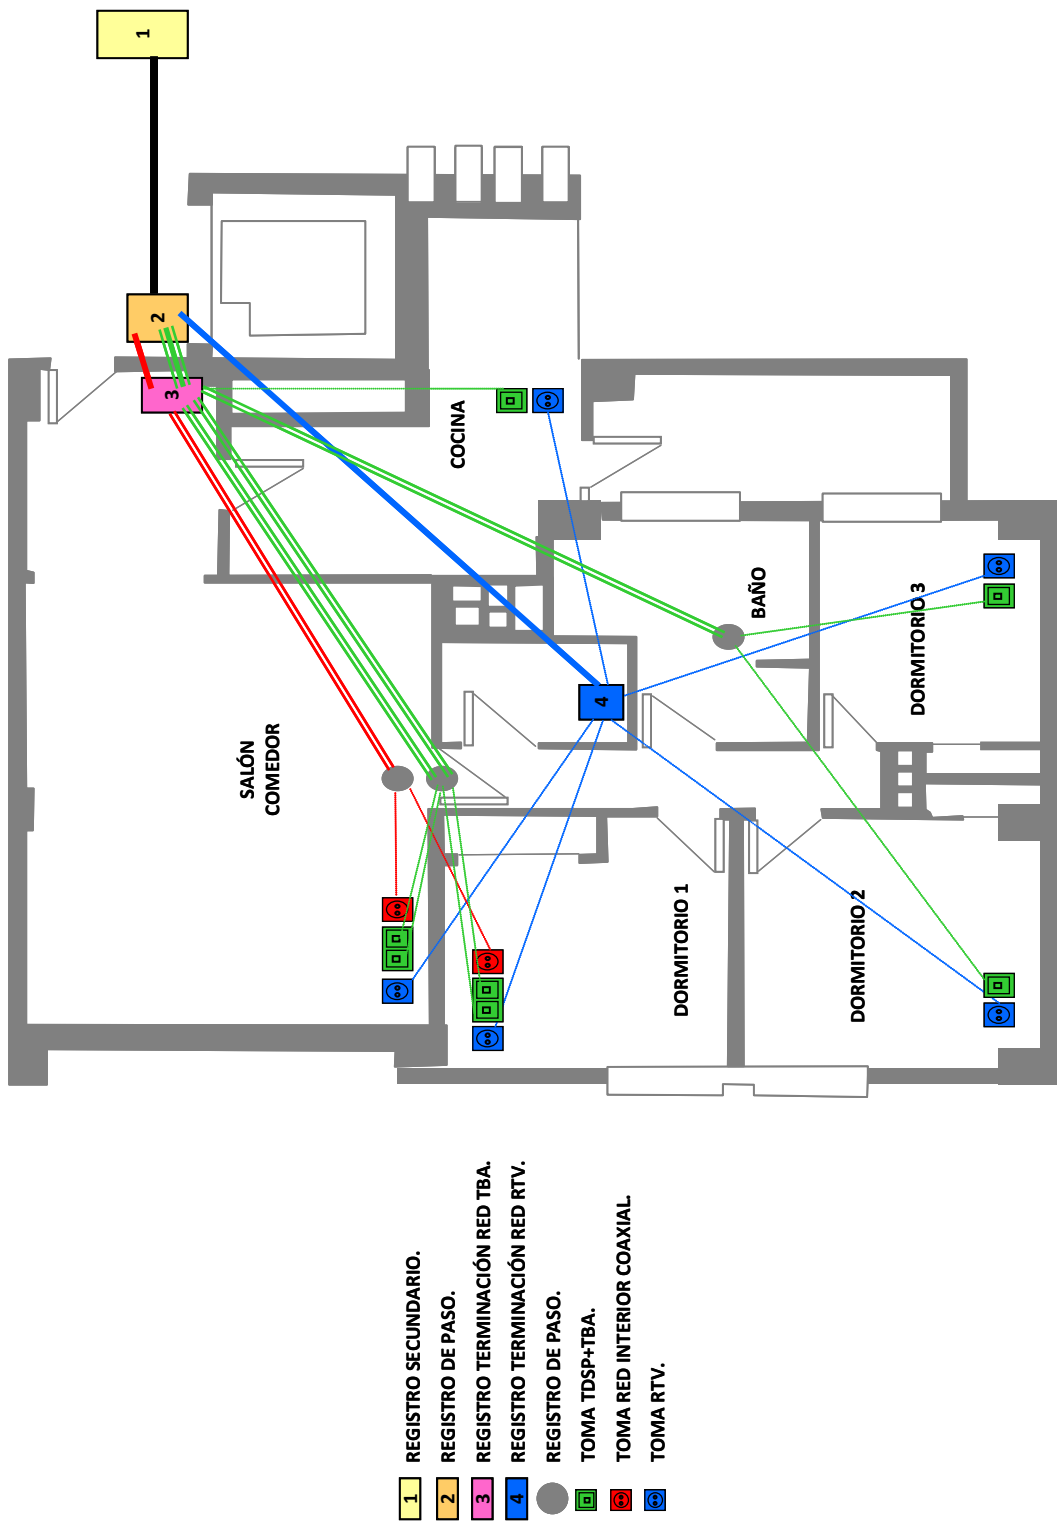 1
2
3
4
SALÓN
COMEDOR
COCINA
BAÑO
DORMITORIO 1
DORMITORIO 2
DORMITORIO 3
1 REGISTRO SECUNDARIO.
2 REGISTRO DE PASO.
3 REGISTRO TERMINACIÓN RED TBA.
4 REGISTRO TERMINACIÓN RED RTV.
REGISTRO DE PASO.
TOMA TDSP+TBA.
TOMA RED INTERIOR COAXIAL.
TOMA RTV.